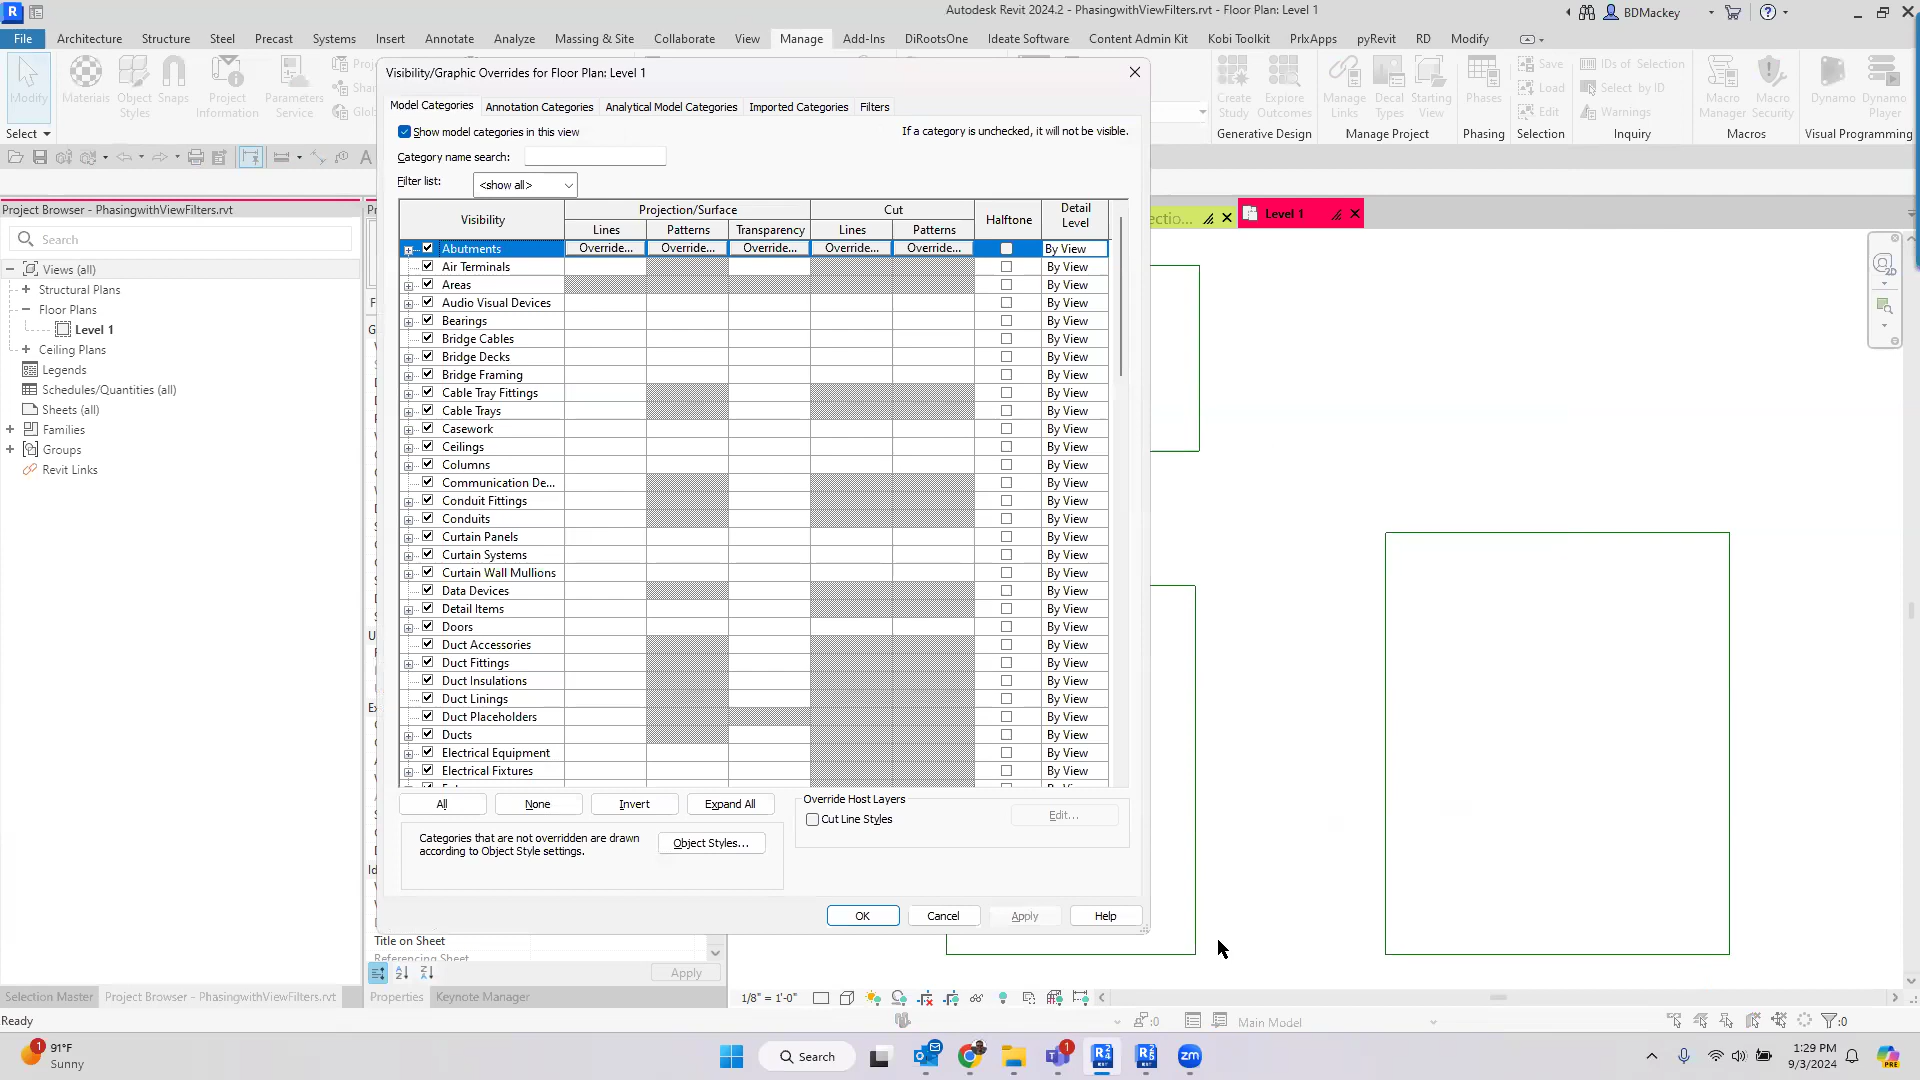 Autodesk Revit 2024.2 - PhasingwithViewFilters.rvt - Floor Plan: Level 1
BDMackey
File Architecture Structure Steel Precast Systems Insert Annotate Analyze Massing & Site Collaborate View Manage Add-Ins DiRootsOne Ideate Software Content Admin Kit Kobi Toolkit PrlxApps pyRevit RD Modify
Modify
Materials
Object Styles
Snaps
Project Information
Parameters Service
Create Study
Explore Outcomes
Manage Links
Decal Types
Starting View
Phases
Save
Load
Edit
IDs of Selection
Select by ID
Warnings
Macro Manager
Macro Security
Dynamo
Dynamo Player
Select
Generative Design
Manage Project
Phasing
Selection
Inquiry
Macros
Visual Programming
Project Browser - PhasingwithViewFilters.rvt
Search
Views (all)
Structural Plans
Floor Plans
Level 1
Ceiling Plans
Legends
Schedules/Quantities (all)
Sheets (all)
Families
Groups
Revit Links
Visibility/Graphic Overrides for Floor Plan: Level 1
Model Categories Annotation Categories Analytical Model Categories Imported Categories Filters
Show model categories in this view
If a category is unchecked, it will not be visible.
Category name search:
Filter list:
<show all>
Visibility Projection/Surface Cut Halftone Detail Level
Lines Patterns Transparency Lines Patterns
Abutments Override... Override... Override... Override... Override... By View
Air Terminals By View
Areas By View
Audio Visual Devices By View
Bearings By View
Bridge Cables By View
Bridge Decks By View
Bridge Framing By View
Cable Tray Fittings By View
Cable Trays By View
Casework By View
Ceilings By View
Columns By View
Communication De... By View
Conduit Fittings By View
Conduits By View
Curtain Panels By View
Curtain Systems By View
Curtain Wall Mullions By View
Data Devices By View
Detail Items By View
Doors By View
Duct Accessories By View
Duct Fittings By View
Duct Insulations By View
Duct Linings By View
Duct Placeholders By View
Ducts By View
Electrical Equipment By View
Electrical Fixtures By View
All None Invert Expand All
Override Host Layers
Cut Line Styles
Edit...
Categories that are not overridden are drawn
according to Object Style settings.
Object Styles...
OK Cancel Apply Help
Level 1
Title on Sheet
Referencing Sheet
Apply
Selection Master
Project Browser - PhasingwithViewFilters.rvt
Properties
Keynote Manager
1/8" = 1'-0"
Ready
:0
Main Model
:0
91°F
Sunny
Search
1:29 PM
9/3/2024